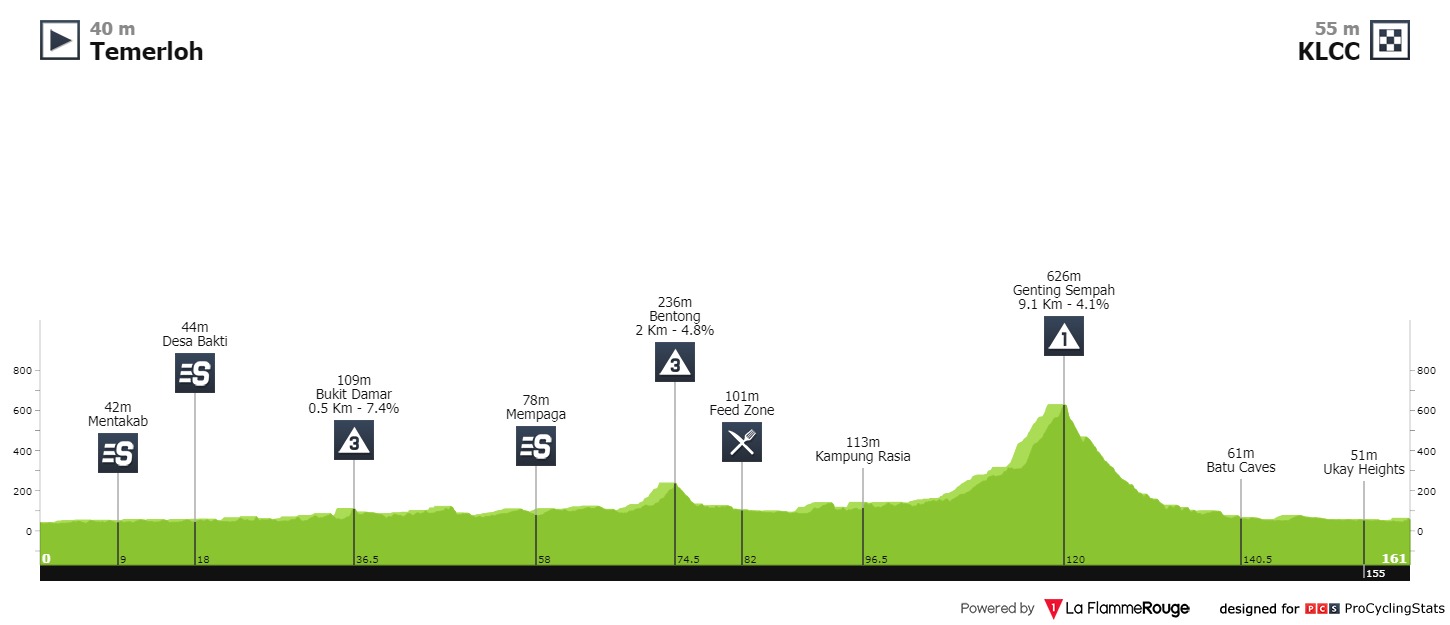 40 m
Temerloh
55 m
KLCC
626m
Genting Sempah
9.1 Km - 4.1%
1
236m
Bentong
2 Km - 4.8%
3
44m
Desa Bakti
S
109m
Bukit Damar
0.5 Km - 7.4%
3
101m
Feed Zone
78m
Mempaga
S
42m
Mentakab
S
113m
Kampung Rasia
61m
Batu Caves
51m
Ukay Heights
800
600
400
200
0
800
600
400
200
0
0
9
18
36.5
58
74.5
82
96.5
120
140.5
155
161
Powered by 1 La FlammeRouge
designed for PCS ProCyclingStats